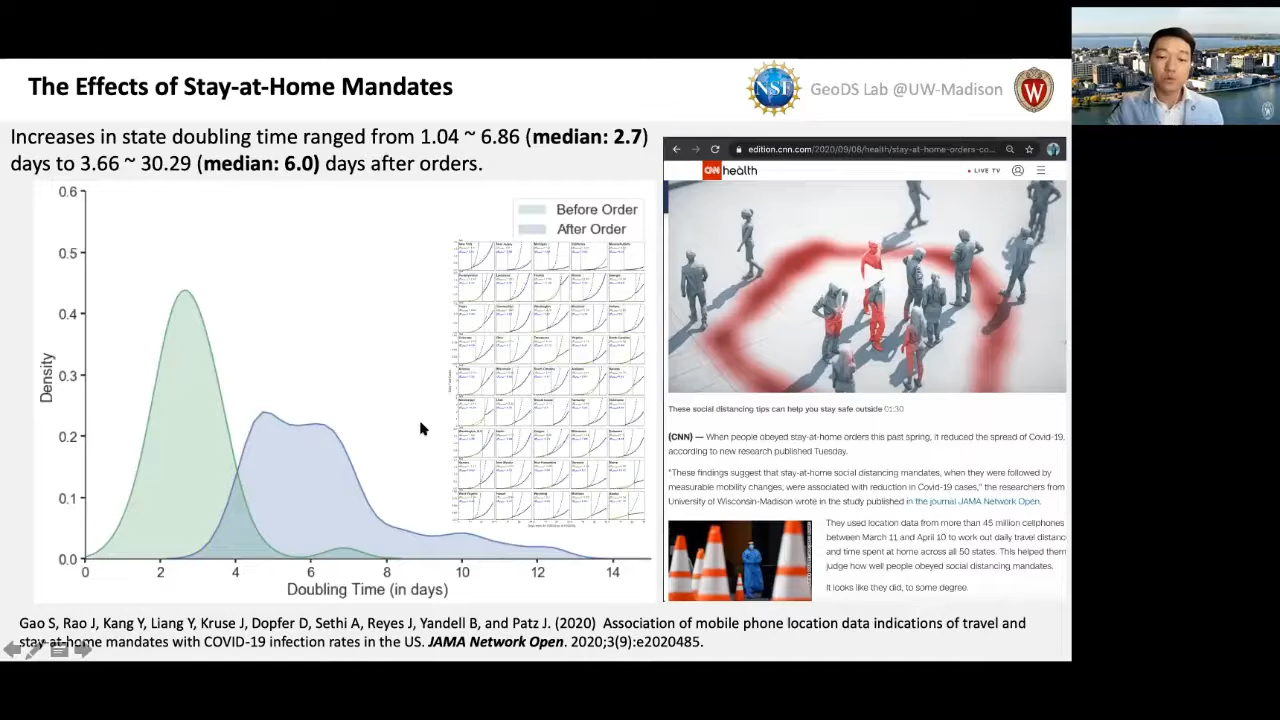 The Effects of Stay-at-Home Mandates
NSF
GeoDS Lab @UW-Madison
W
Increases in state doubling time ranged from 1.04 ~ 6.86 (median: 2.7)
days to 3.66 ~ 30.29 (median: 6.0) days after orders.
0.6
0.5
0.4
0.3
0.2
0.1
0.0
Density
0 2 4 6 8 10 12 14
Doubling Time (in days)
Before Order
After Order
edition.cnn.com/2020/09/08/health/stay-at-home-orders-co...
CNN health
LIVE TV
These social distancing tips can help you stay safe outside 01:30
(CNN) — When people obeyed stay-at-home orders this past spring, it reduced the spread of Covid-19,
according to new research published Tuesday.
"These findings suggest that stay-at-home social distancing mandates, when they were followed by
measurable mobility changes, were associated with reduction in Covid-19 cases," the researchers from
University of Wisconsin-Madison wrote in the study published in the journal JAMA Network Open.
They used location data from more than 45 million cellphones
between March 11 and April 10 to work out daily travel distanc
and time spent at home across all 50 states. This helped them
judge how well people obeyed social distancing mandates.
It looks like they did, to some degree.
Gao S, Rao J, Kang Y, Liang Y, Kruse J, Dopfer D, Sethi A, Reyes J, Yandell B, and Patz J. (2020) Association of mobile phone location data indications of travel and
stay-at-home mandates with COVID-19 infection rates in the US. JAMA Network Open. 2020;3(9):e2020485.